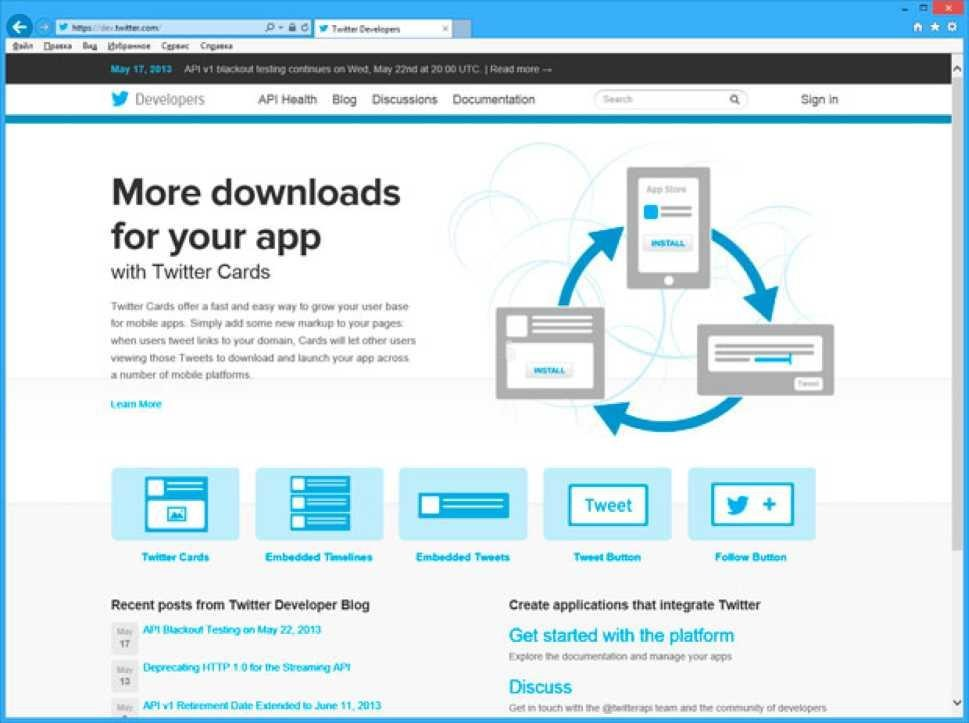 https://dev.twitter.com/
Twitter Developers
Файл Правка Вид Избранное Сервис Справка
May 17, 2013 API v1 blackout testing continues on Wed, May 22nd at 20:00 UTC. | Read more →
Developers API Health Blog Discussions Documentation Search Sign in
More downloads
for your app
with Twitter Cards
Twitter Cards offer a fast and easy way to grow your user base
for mobile apps. Simply add some new markup to your pages:
when users tweet links to your domain, Cards will let other users
viewing those Tweets to download and launch your app across
a number of mobile platforms.
Learn More
App Store
INSTALL
INSTALL
Tweet
Tweet
Twitter Cards Embedded Timelines Embedded Tweets Tweet Button Follow Button
Recent posts from Twitter Developer Blog
May
17
API Blackout Testing on May 22, 2013
May
13
Deprecating HTTP 1.0 for the Streaming API
May
API v1 Retirement Date Extended to June 11, 2013
Create applications that integrate Twitter
Get started with the platform
Explore the documentation and manage your apps
Discuss
Get in touch with the @twitterapi team and the community of developers